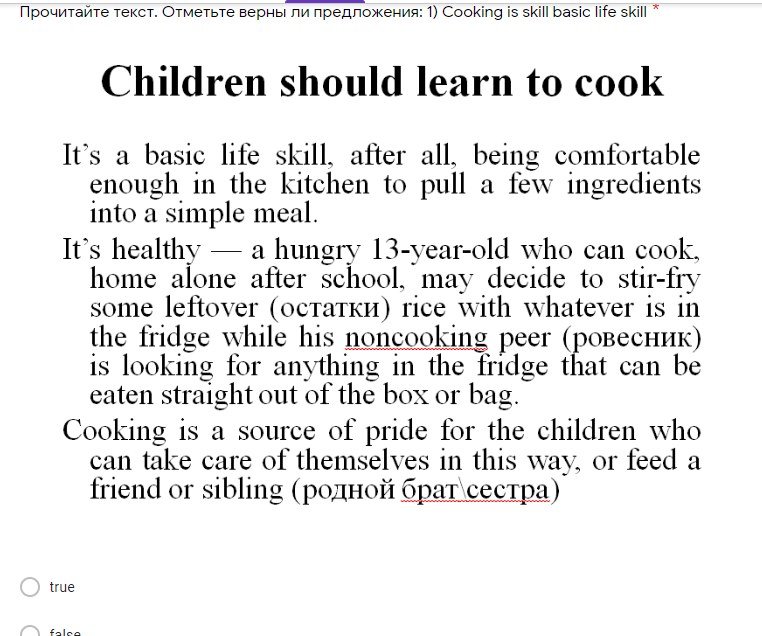 Прочитайте текст. Отметьте верны ли предложения: 1) Cooking is skill basic life skill *
Children should learn to cook
It’s a basic life skill, after all, being comfortable
enough in the kitchen to pull a few ingredients
into a simple meal.
It’s healthy — a hungry 13-year-old who can cook,
home alone after school, may decide to stir-fry
some leftover (остатки) rice with whatever is in
the fridge while his noncooking peer (ровесник)
is looking for anything in the fridge that can be
eaten straight out of the box or bag.
Cooking is a source of pride for the children who
can take care of themselves in this way, or feed a
friend or sibling (родной брат\сестра)
true
false